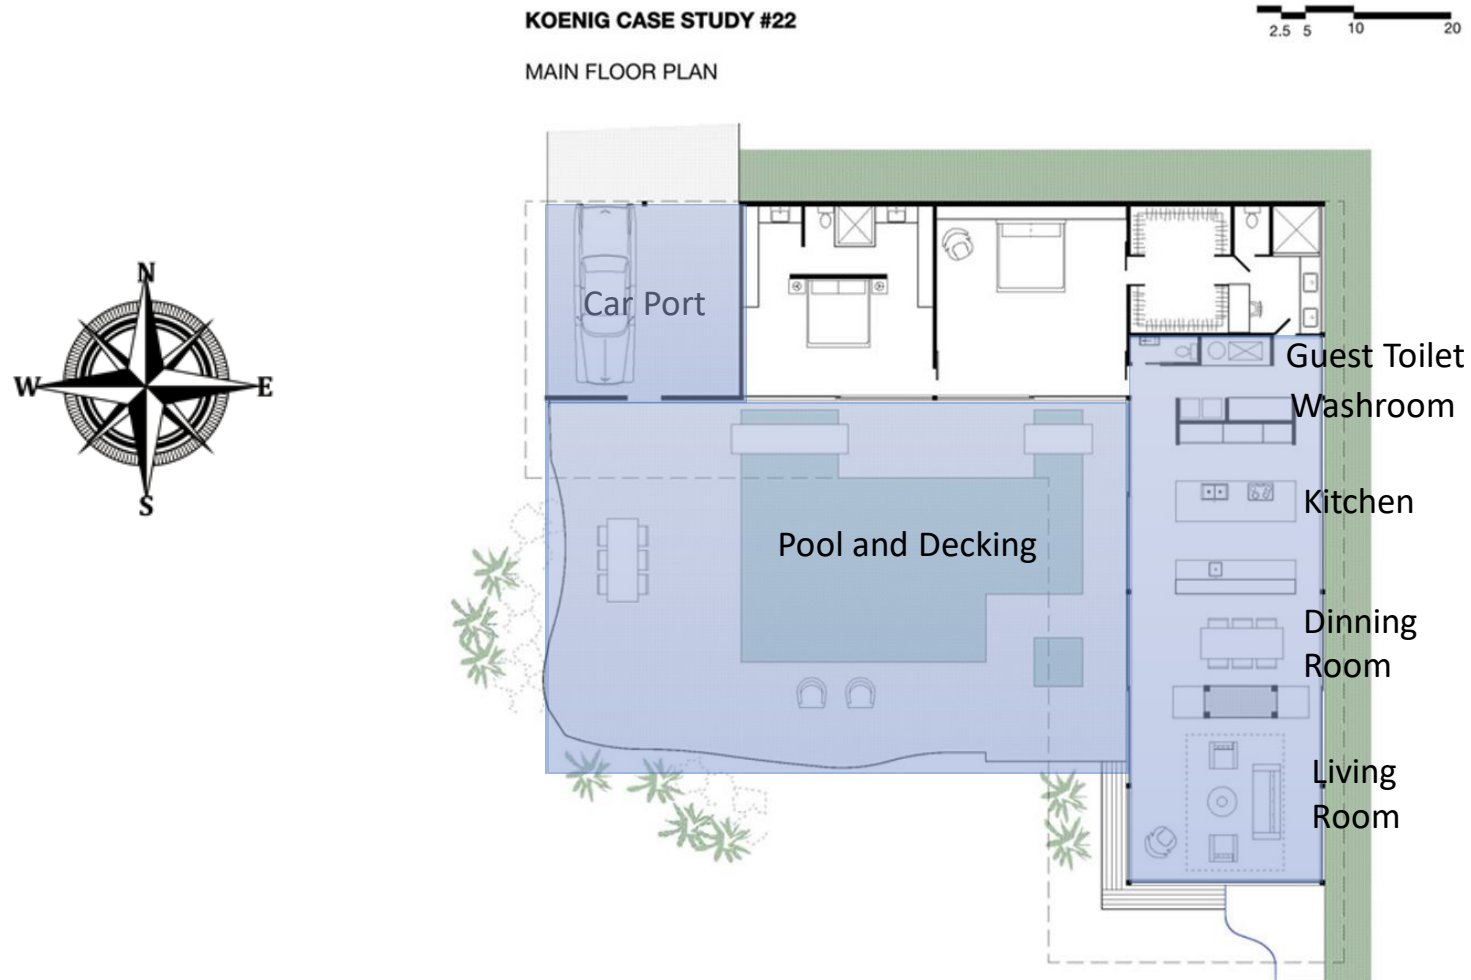 KOENIG CASE STUDY #22
2.5 5 10 20
MAIN FLOOR PLAN
N
W E
S
Car Port
Guest Toilet
Washroom
Kitchen
Pool and Decking
Dinning
Room
Living
Room